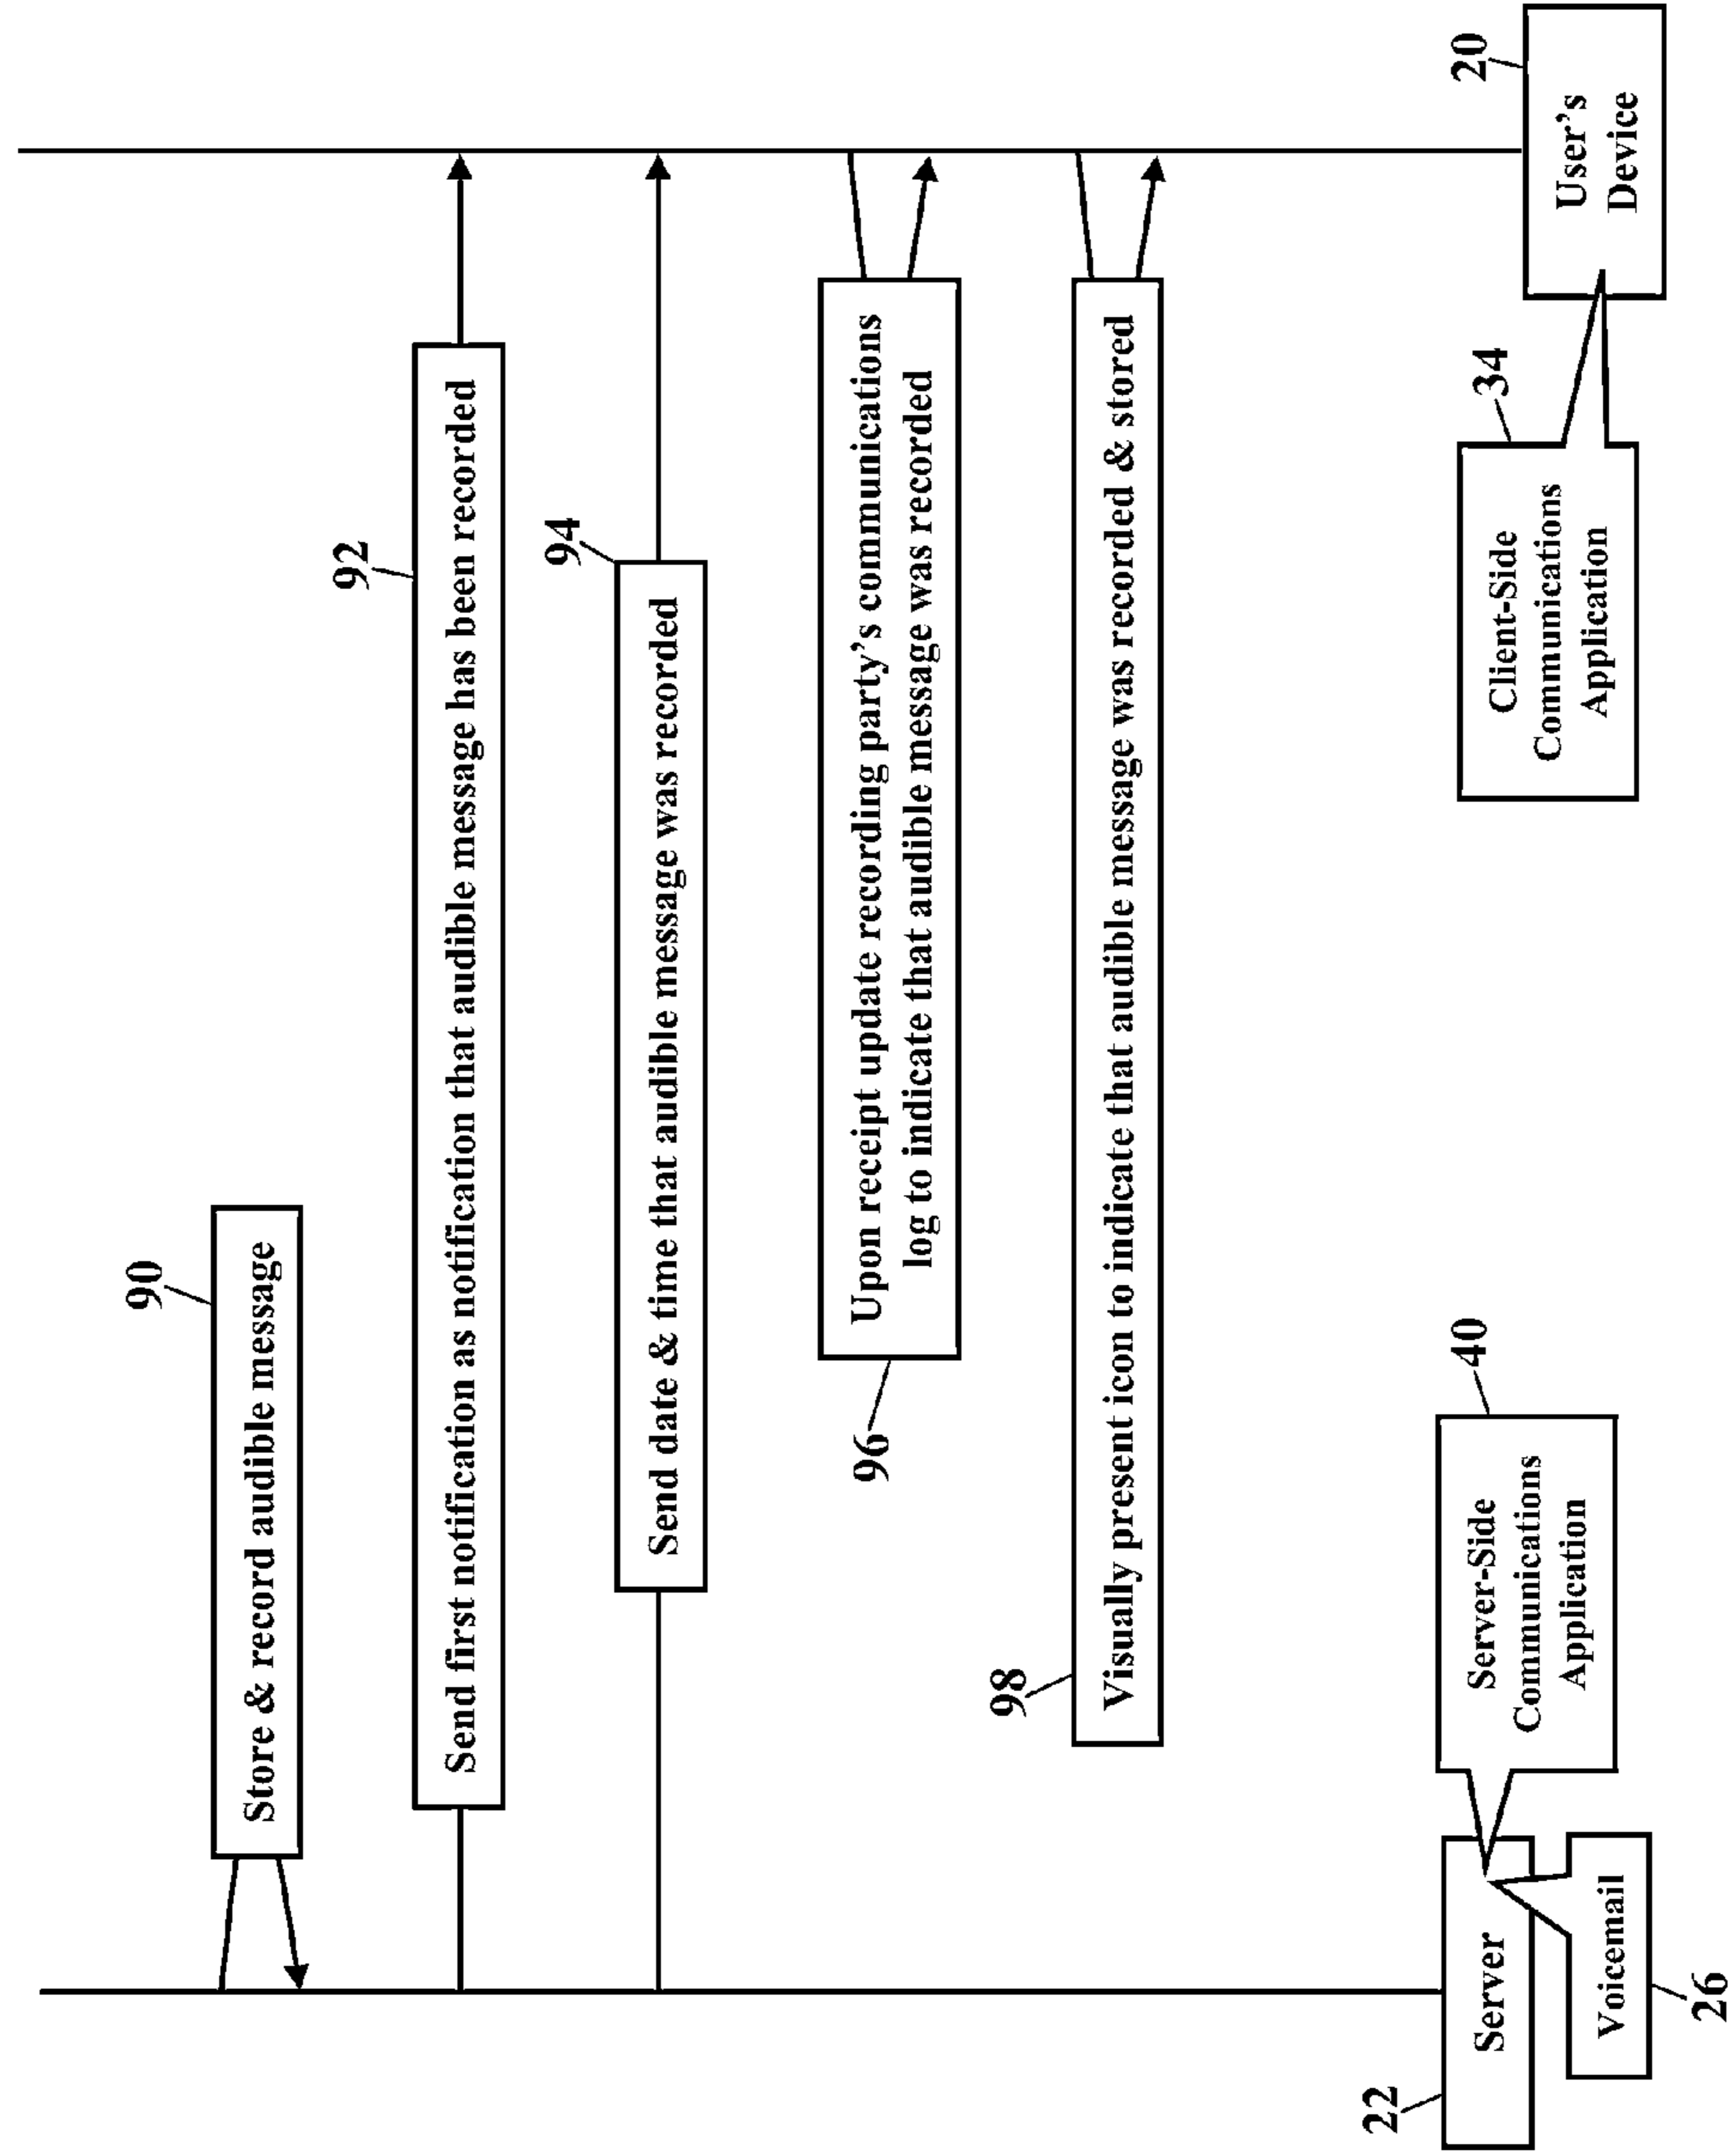 90
Store & record audible message
92
Send first notification as notification that audible message has been recorded
94
Send date & time that audible message was recorded
96
Upon receipt update recording party's communications
log to indicate that audible message was recorded
98
Visually present icon to indicate that audible message was recorded & stored
22
Server
40
Server-Side
Communications
Application
Voicemail
26
34
Client-Side
Communications
Application
20
User's
Device